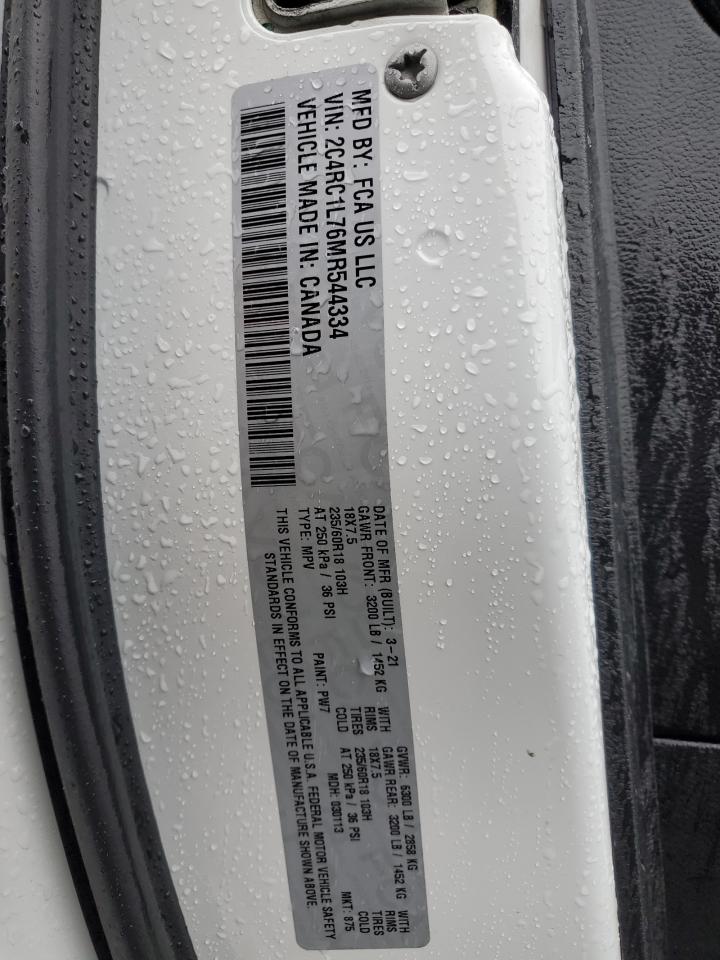 MFD BY: FCA US LLC
VIN: 2C4RC1L76MR544334
VEHICLE MADE IN: CANADA
DATE OF MFR (BUILT): 3-21 GVWR: 6300 LB / 2858 KG
GAWR FRONT: 3200 LB / 1452 KG WITH GAWR REAR: 3200 LB / 1452 KG WITH
18X7.5 RIMS 18X7.5 RIMS
235/60R18 103H TIRES 235/60R18 103H TIRES
AT 250 kPa / 36 PSI COLD AT 250 kPa / 36 PSI COLD
TYPE: MPV PAINT: PW7 MDH: 030113 MKT: 875
THIS VEHICLE CONFORMS TO ALL APPLICABLE U.S.A. FEDERAL MOTOR VEHICLE SAFETY
STANDARDS IN EFFECT ON THE DATE OF MANUFACTURE SHOWN ABOVE.